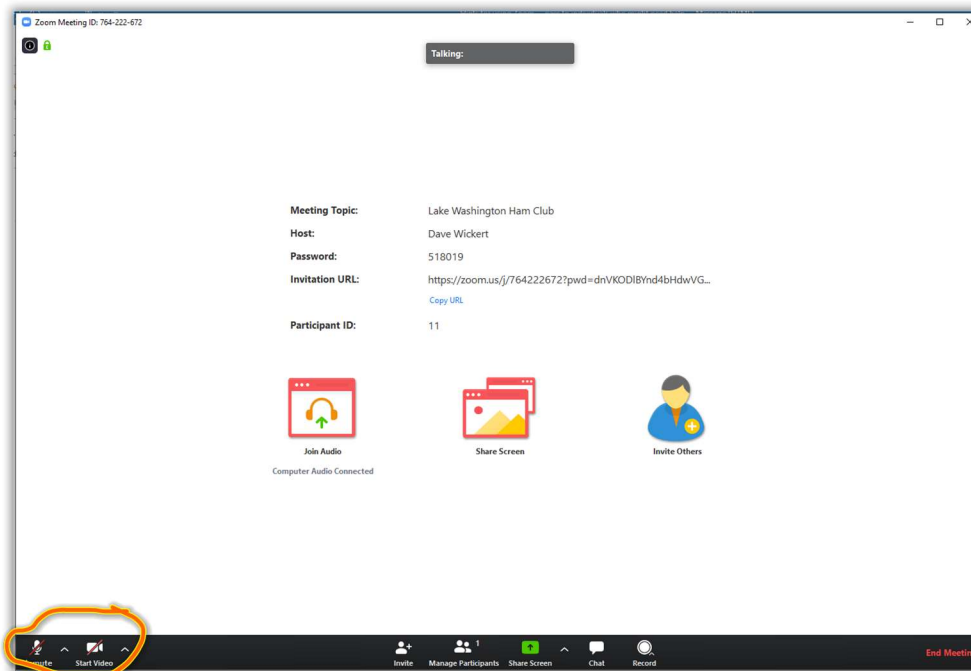 Zoom Meeting ID: 764-222-672
Talking:
Meeting Topic: Lake Washington Ham Club
Host: Dave Wickert
Password: 518019
Invitation URL: https://zoom.us/j/764222672?pwd=dnVKODlBYnd4bHdwVG...
Copy URL
Participant ID: 11
Join Audio Share Screen Invite Others
Computer Audio Connected
Start Video Invite 1 Manage Participants Share Screen Chat Record End Meetin